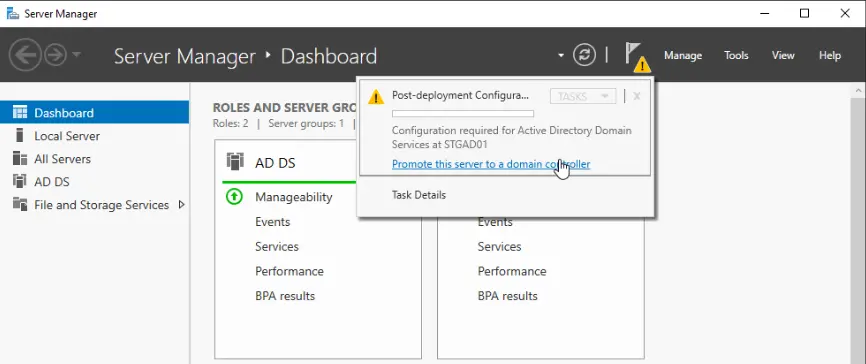 Server Manager
Server Manager ‣ Dashboard
Manage Tools View Help
Dashboard
Local Server
All Servers
AD DS
File and Storage Services
ROLES AND SERVER GRO
Roles: 2 | Server groups: 1 |
AD DS
Manageability
Events
Services
Performance
BPA results
Events
Services
Performance
BPA results
Post-deployment Configura...
TASKS
X
Configuration required for Active Directory Domain
Services at STGAD01
Promote this server to a domain controller
Task Details